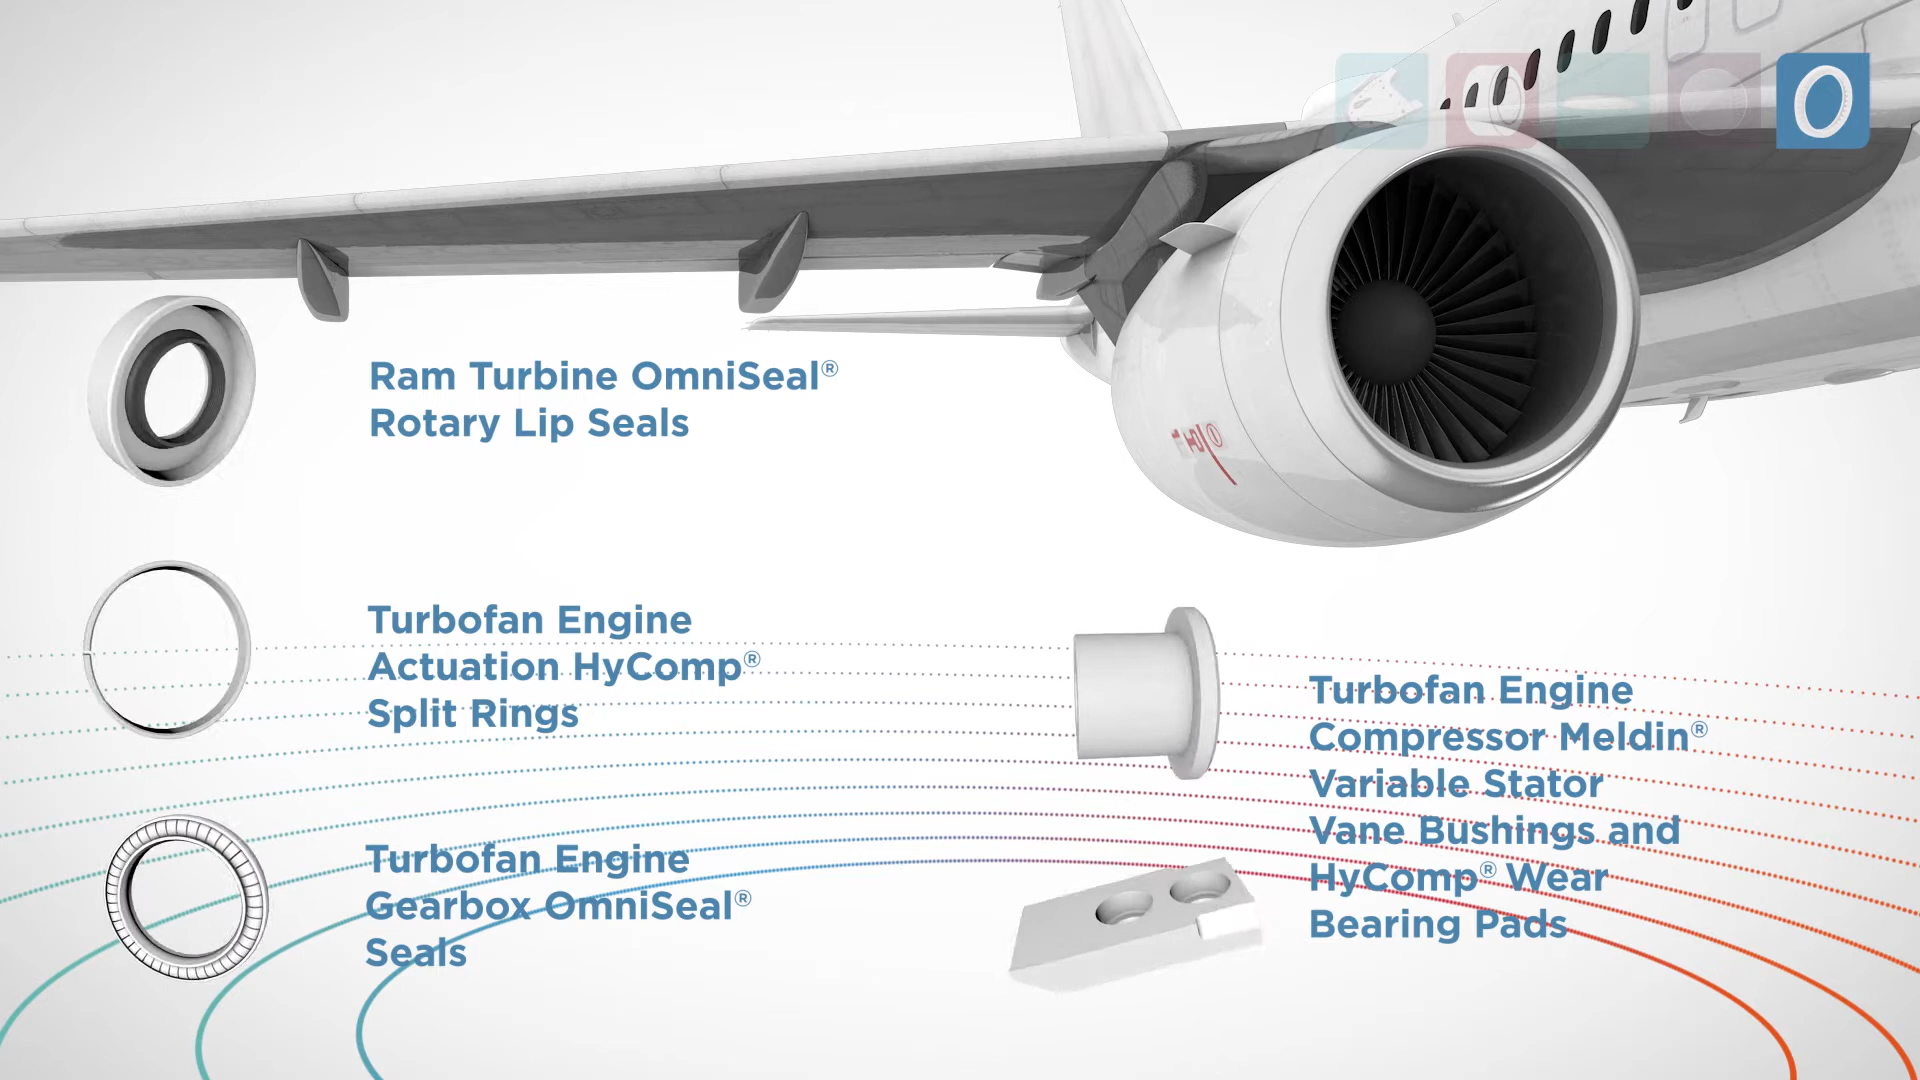 Ram Turbine OmniSeal®
Rotary Lip Seals
Turbofan Engine
Actuation HyComp®
Split Rings
Turbofan Engine
Gearbox OmniSeal®
Seals
Turbofan Engine
Compressor Meldin®
Variable Stator
Vane Bushings and
HyComp® Wear
Bearing Pads